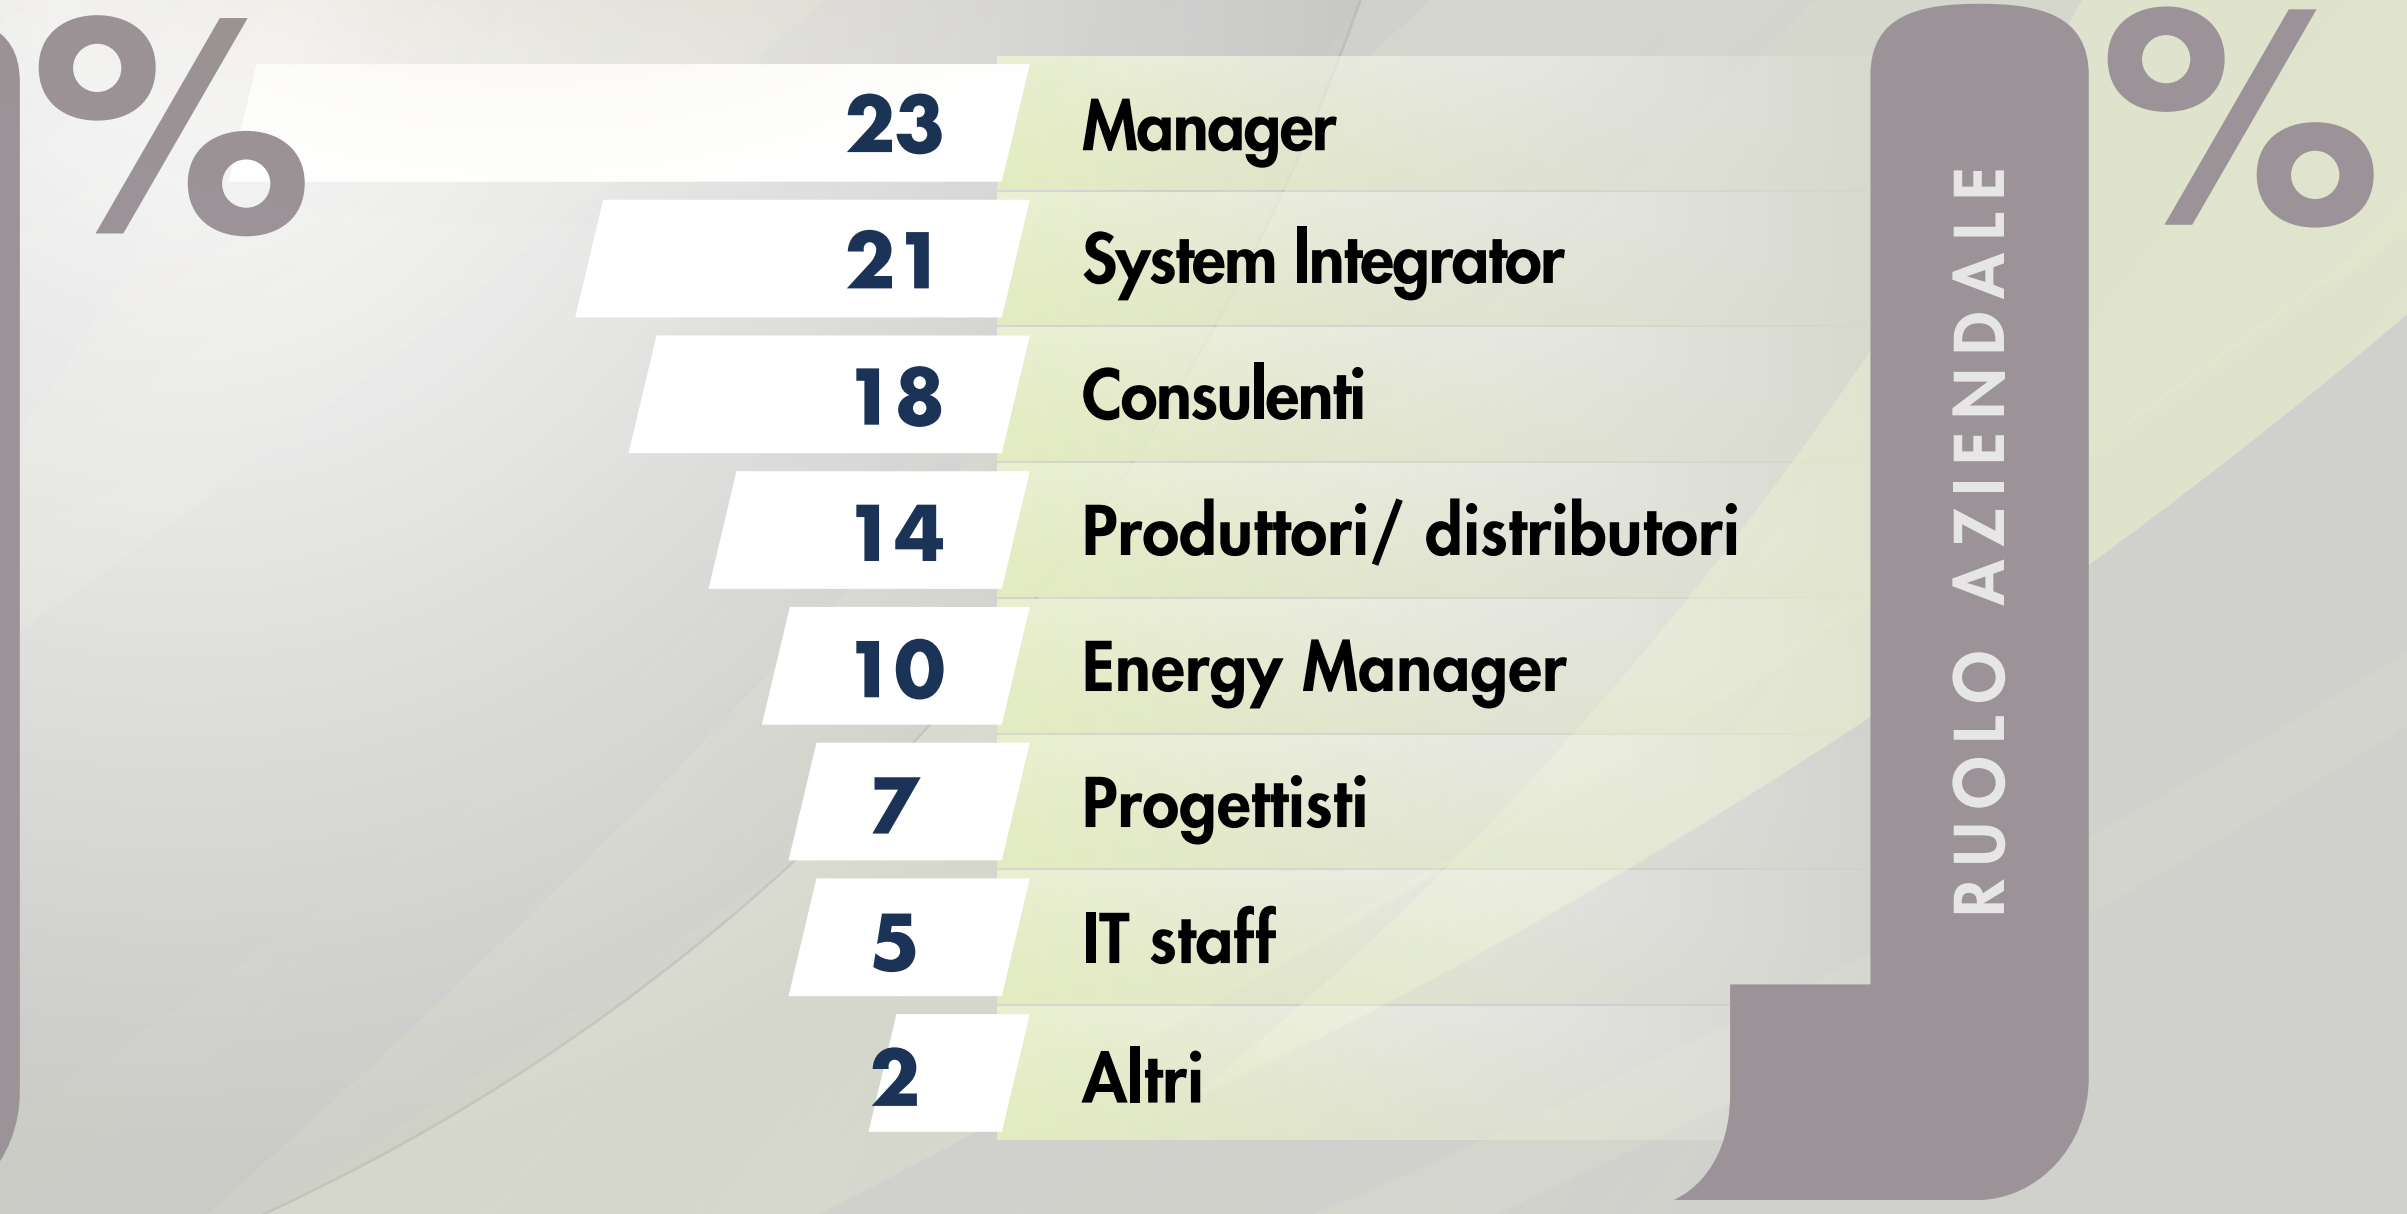 %
23 Manager
21 System Integrator
18 Consulenti
14 Produttori/ distributori
10 Energy Manager
7 Progettisti
5 IT staff
2 Altri
RUOLO AZIENDALE
%